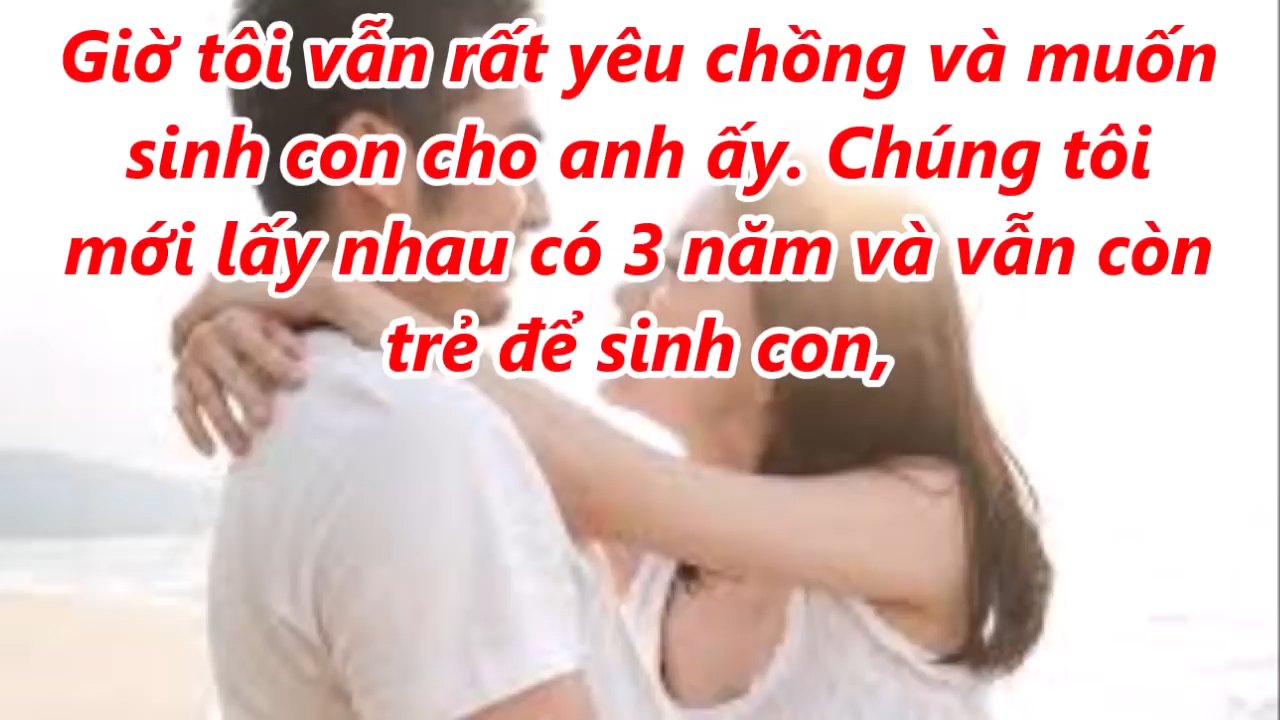 Giờ tôi vẫn rất yêu chồng và muốn
sinh con cho anh ấy. Chúng tôi
mới lấy nhau có 3 năm và vẫn còn
trẻ để sinh con,